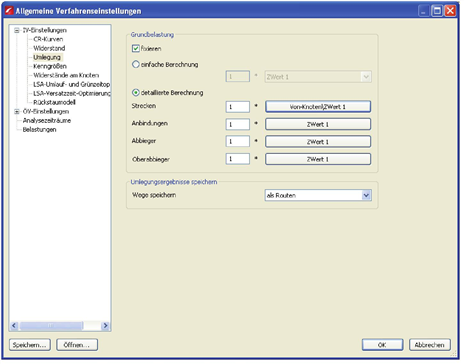 Allgemeine Verfahrenseinstellungen
IV-Einstellungen
CR-Kurven
Widerstand
Umlegung
Kenngrößen
Widerstände am Knoten
LSA-Umlauf- und Grünzeitop
LSA-Versatzzeit-Optimierung
Rückstaumodell
ÖV-Einstellungen
Analysezeiträume
Belastungen
Grundbelastung
fixieren
einfache Berechnung
1 * ZWert 1
detaillierte Berechnung
Strecken 1 * Von-Knoten\ZWert 1
Anbindungen 1 * ZWert 1
Abbieger 1 * ZWert 1
Oberabbieger 1 * ZWert 1
Umlegungsergebnisse speichern
Wege speichern als Routen
Speichern... Öffnen... OK Abbrechen